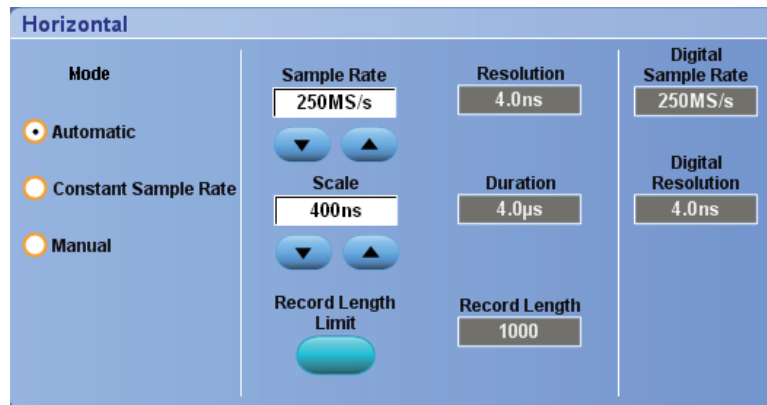 Horizontal
Mode
Automatic
Constant Sample Rate
Manual
Sample Rate
250MS/s
Scale
400ns
Record Length
Limit
Resolution
4.0ns
Duration
4.0µs
Record Length
1000
Digital
Sample Rate
250MS/s
Digital
Resolution
4.0ns